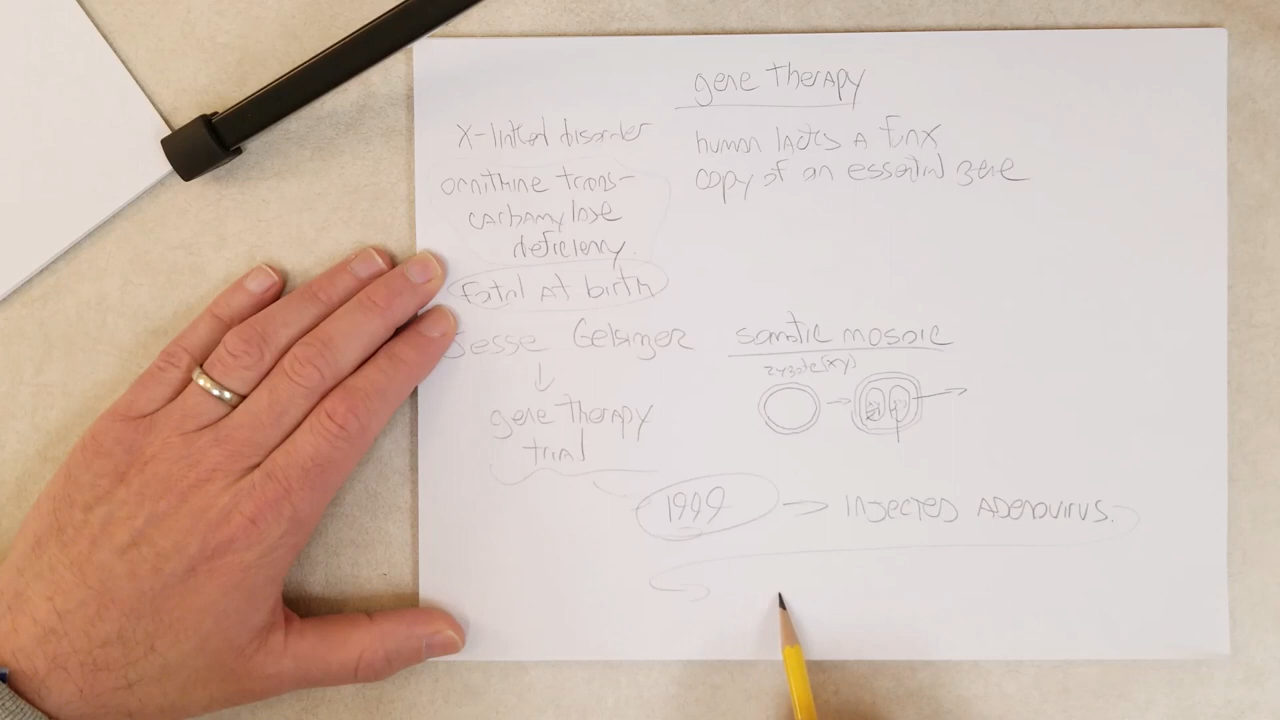 gene Therapy
X-linked disorder
ornithine trans-
carbamylase
deficiency.
fatal at birth
Jesse Gelsinger
gene Therapy
trial
human lacks a fnx
copy of an essential gene
somatic mosaic
zygote (xy)
1999 → Injected Adenovirus.